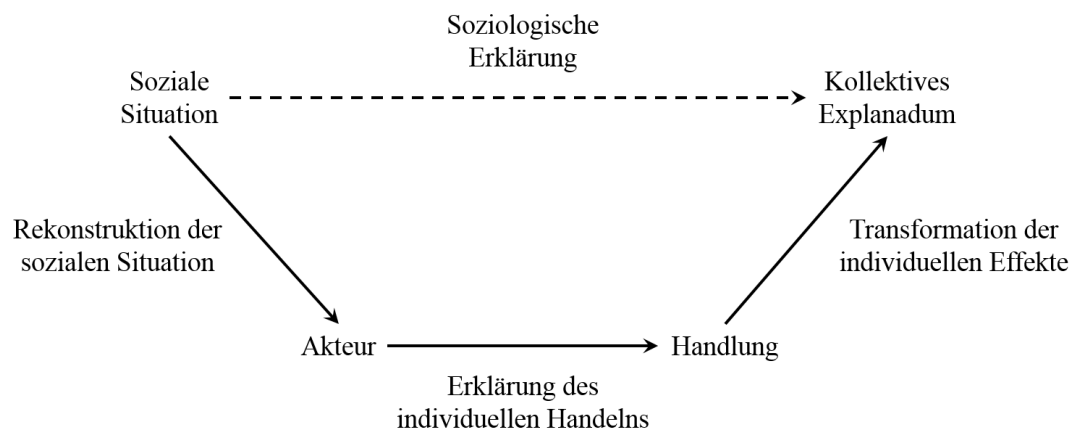 Soziologische
Erklärung
Soziale
Situation
Kollektives
Explanadum
Rekonstruktion der
sozialen Situation
Transformation der
individuellen Effekte
Akteur
Handlung
Erklärung des
individuellen Handelns